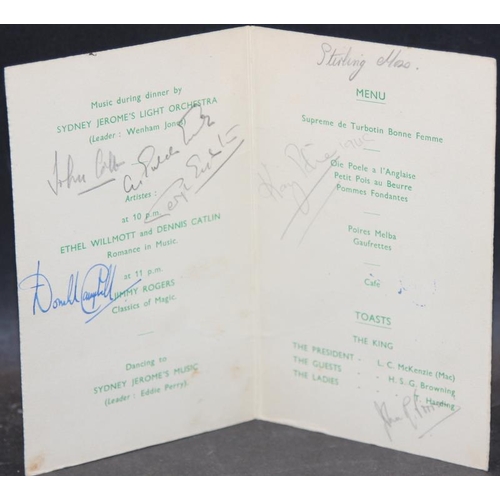 Music during dinner by
SYDNEY JEROME'S LIGHT ORCHESTRA
(Leader : Wenham Jones)
John
Artistes :
at 10 p.m.
ETHEL WILLMOTT and DENNIS CATLIN
Romance in Music.
at 11 p.m.
Donald Campbell
JIMMY ROGERS
Classics of Magic.
Dancing to
SYDNEY JEROME'S MUSIC
(Leader : Eddie Perry).
Stirling Moss.
MENU
Supreme de Turbotin Bonne Femme
Oie Poele a l'Anglaise
Petit Pois au Beurre
Pommes Fondantes
Poires Melba
Gaufrettes
Cafe
TOASTS
THE KING
THE PRESIDENT - L. C. McKenzie (Mac)
THE GUESTS - - H. S. G. Browning
THE LADIES - - T. Harding